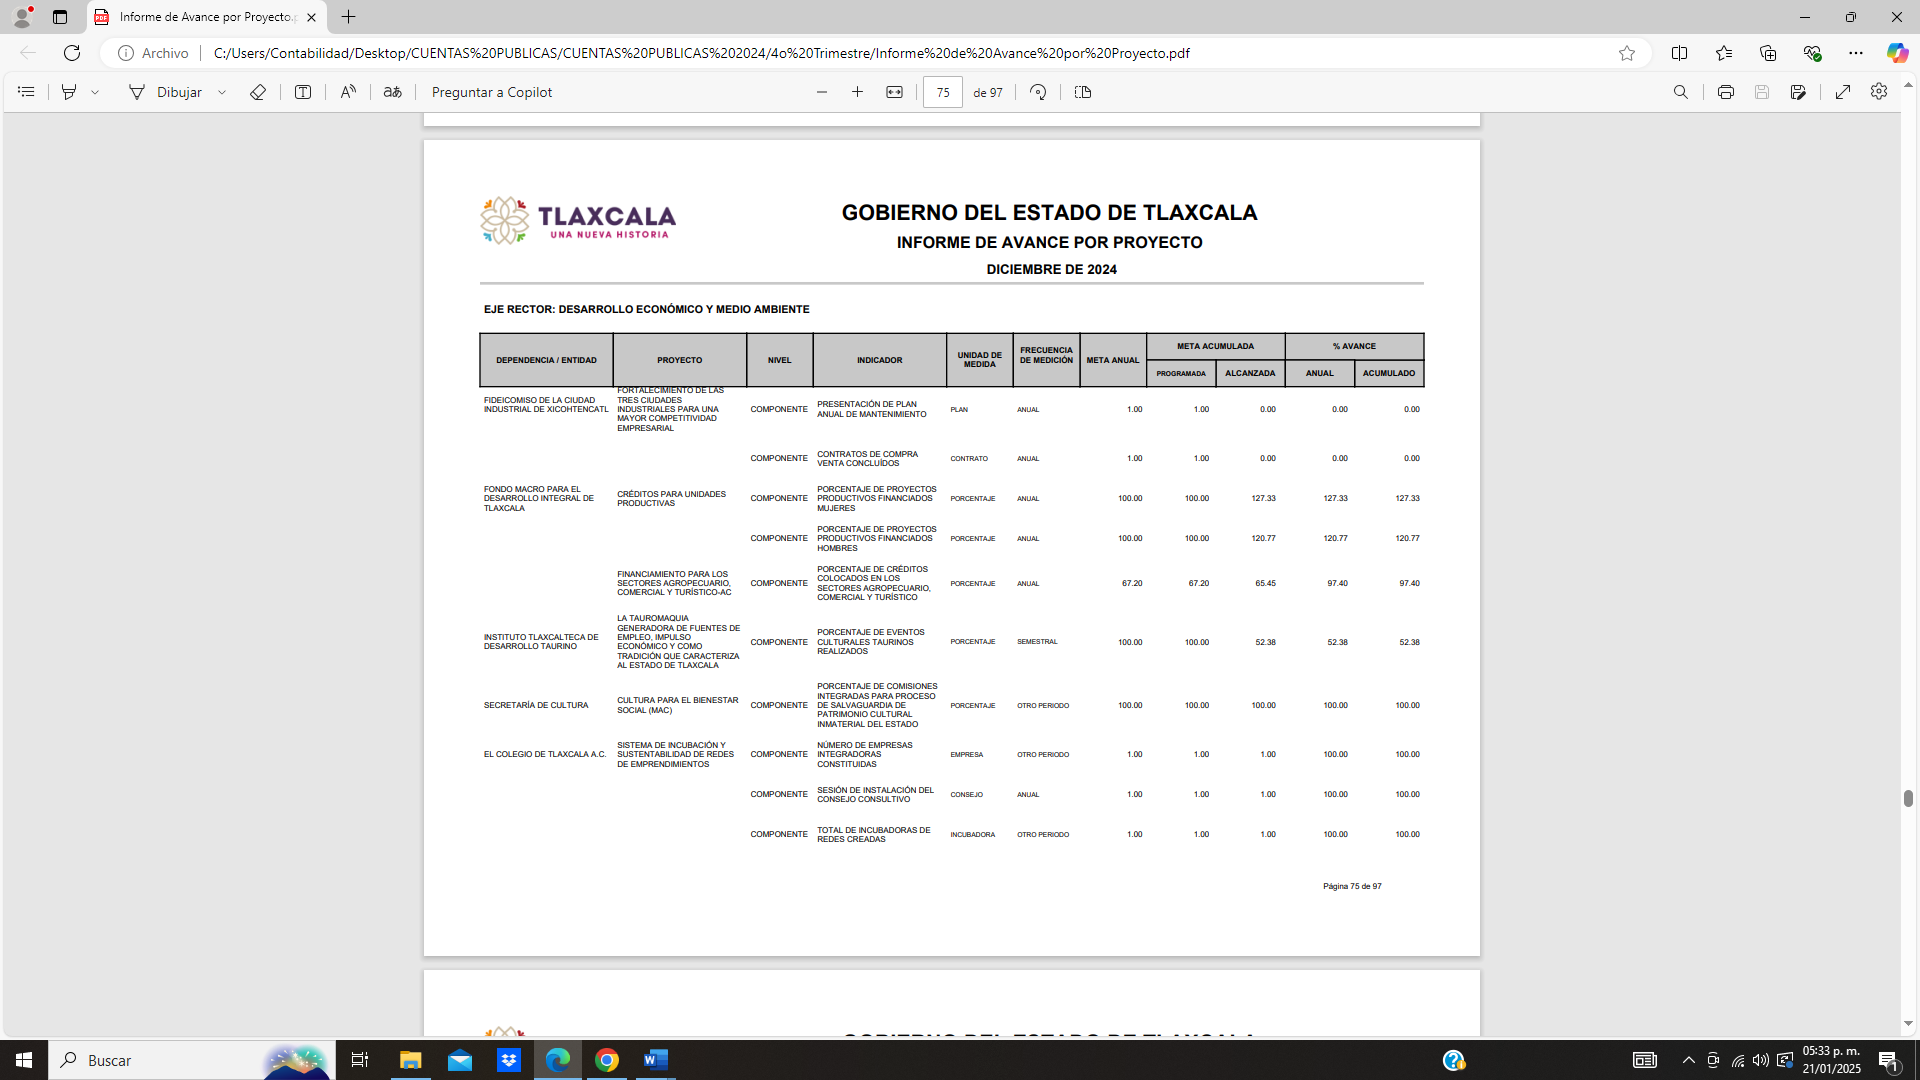 Informe de Avance por Proyecto.p
Archivo
C:/Users/Contabilidad/Desktop/CUENTAS%20PUBLICAS/CUENTAS%20PUBLICAS%202024/4o%20Trimestre/Informe%20de%20Avance%20por%20Proyecto.pdf
Dibujar
Preguntar a Copilot
75 de 97
TLAXCALA
UNA NUEVA HISTORIA
GOBIERNO DEL ESTADO DE TLAXCALA
INFORME DE AVANCE POR PROYECTO
DICIEMBRE DE 2024
EJE RECTOR: DESARROLLO ECONÓMICO Y MEDIO AMBIENTE
DEPENDENCIA / ENTIDAD PROYECTO NIVEL INDICADOR UNIDAD DE MEDIDA FRECUENCIA DE MEDICIÓN META ANUAL META ACUMULADA % AVANCE
PROGRAMADA ALCANZADA ANUAL ACUMULADO
FIDEICOMISO DE LA CIUDAD INDUSTRIAL DE XICOHTENCATL FORTALECIMIENTO DE LAS TRES CIUDADES INDUSTRIALES PARA UNA MAYOR COMPETITIVIDAD EMPRESARIAL COMPONENTE PRESENTACIÓN DE PLAN ANUAL DE MANTENIMIENTO PLAN ANUAL 1.00 1.00 0.00 0.00 0.00
COMPONENTE CONTRATOS DE COMPRA VENTA CONCLUÍDOS CONTRATO ANUAL 1.00 1.00 0.00 0.00 0.00
FONDO MACRO PARA EL DESARROLLO INTEGRAL DE TLAXCALA CRÉDITOS PARA UNIDADES PRODUCTIVAS COMPONENTE PORCENTAJE DE PROYECTOS PRODUCTIVOS FINANCIADOS MUJERES PORCENTAJE ANUAL 100.00 100.00 127.33 127.33 127.33
COMPONENTE PORCENTAJE DE PROYECTOS PRODUCTIVOS FINANCIADOS HOMBRES PORCENTAJE ANUAL 100.00 100.00 120.77 120.77 120.77
FINANCIAMIENTO PARA LOS SECTORES AGROPECUARIO, COMERCIAL Y TURÍSTICO-AC COMPONENTE PORCENTAJE DE CRÉDITOS COLOCADOS EN LOS SECTORES AGROPECUARIO, COMERCIAL Y TURÍSTICO PORCENTAJE ANUAL 67.20 67.20 65.45 97.40 97.40
INSTITUTO TLAXCALTECA DE DESARROLLO TAURINO LA TAUROMAQUIA GENERADORA DE FUENTES DE EMPLEO, IMPULSO ECONÓMICO Y COMO TRADICIÓN QUE CARACTERIZA AL ESTADO DE TLAXCALA COMPONENTE PORCENTAJE DE EVENTOS CULTURALES TAURINOS REALIZADOS PORCENTAJE SEMESTRAL 100.00 100.00 52.38 52.38 52.38
SECRETARÍA DE CULTURA CULTURA PARA EL BIENESTAR SOCIAL (MAC) COMPONENTE PORCENTAJE DE COMISIONES INTEGRADAS PARA PROCESO DE SALVAGUARDIA DE PATRIMONIO CULTURAL INMATERIAL DEL ESTADO PORCENTAJE OTRO PERIODO 100.00 100.00 100.00 100.00 100.00
EL COLEGIO DE TLAXCALA A.C. SISTEMA DE INCUBACIÓN Y SUSTENTABILIDAD DE REDES DE EMPRENDIMIENTOS COMPONENTE NÚMERO DE EMPRESAS INTEGRADORAS CONSTITUIDAS EMPRESA OTRO PERIODO 1.00 1.00 1.00 100.00 100.00
COMPONENTE SESIÓN DE INSTALACIÓN DEL CONSEJO CONSULTIVO CONSEJO ANUAL 1.00 1.00 1.00 100.00 100.00
COMPONENTE TOTAL DE INCUBADORAS DE REDES CREADAS INCUBADORA OTRO PERIODO 1.00 1.00 1.00 100.00 100.00
Página 75 de 97
GOBIERNO DEL ESTADO DE TLAXCALA
Buscar
05:33 p. m.
21/01/2025
1